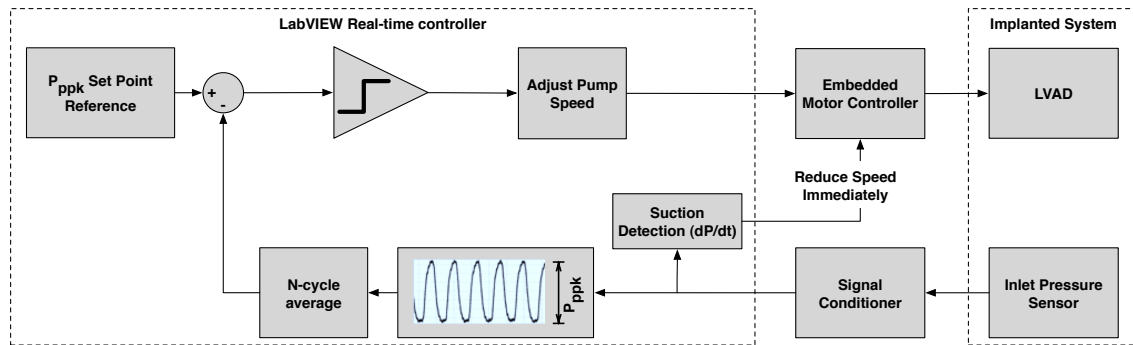 LabVIEW Real-time controller
Implanted System
Pppk Set Point
Reference
+
-
Adjust Pump
Speed
Embedded
Motor Controller
LVAD
Reduce Speed
Immediately
Suction
Detection (dP/dt)
N-cycle
average
Pppk
Signal
Conditioner
Inlet Pressure
Sensor